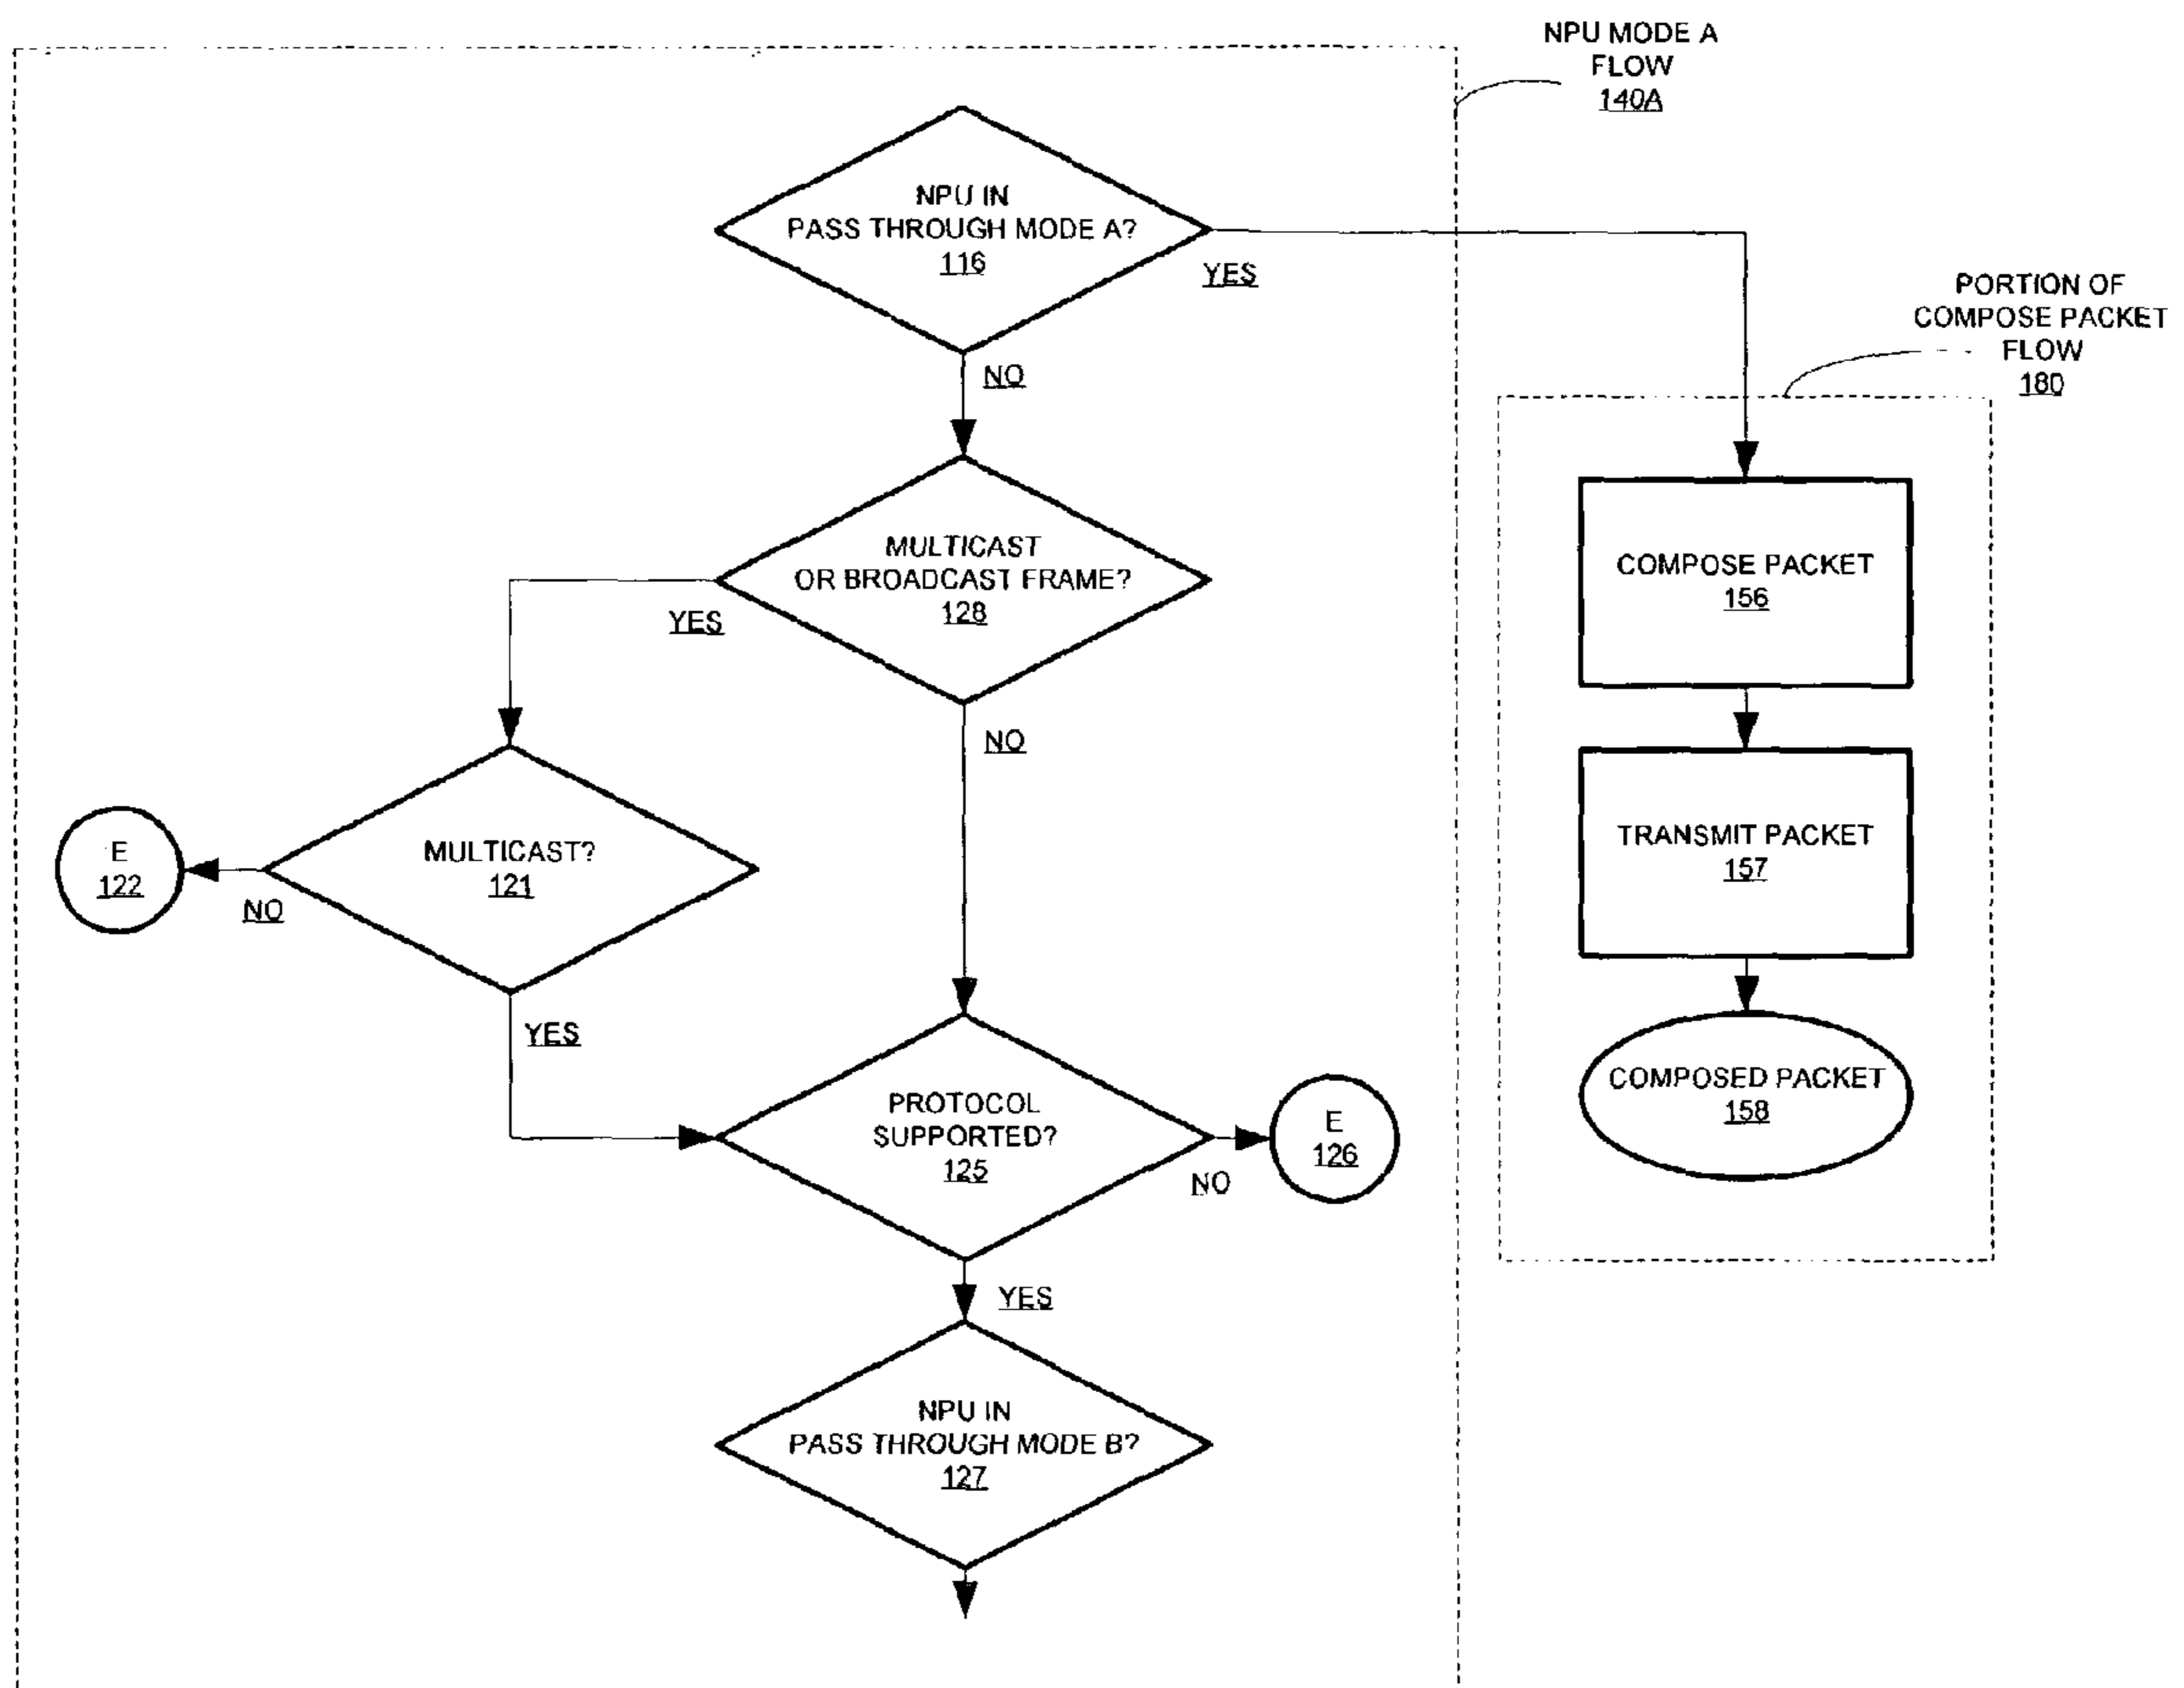 NPU MODE A
FLOW
140A
NPU IN
PASS THROUGH MODE A?
116
YES
NO
PORTION OF
COMPOSE PACKET
FLOW
180
MULTICAST
OR BROADCAST FRAME?
128
YES
NO
COMPOSE PACKET
156
MULTICAST?
121
E
122
NO
YES
TRANSMIT PACKET
157
PROTOCOL
SUPPORTED?
125
NO
E
126
YES
COMPOSED PACKET
158
NPU IN
PASS THROUGH MODE B?
127